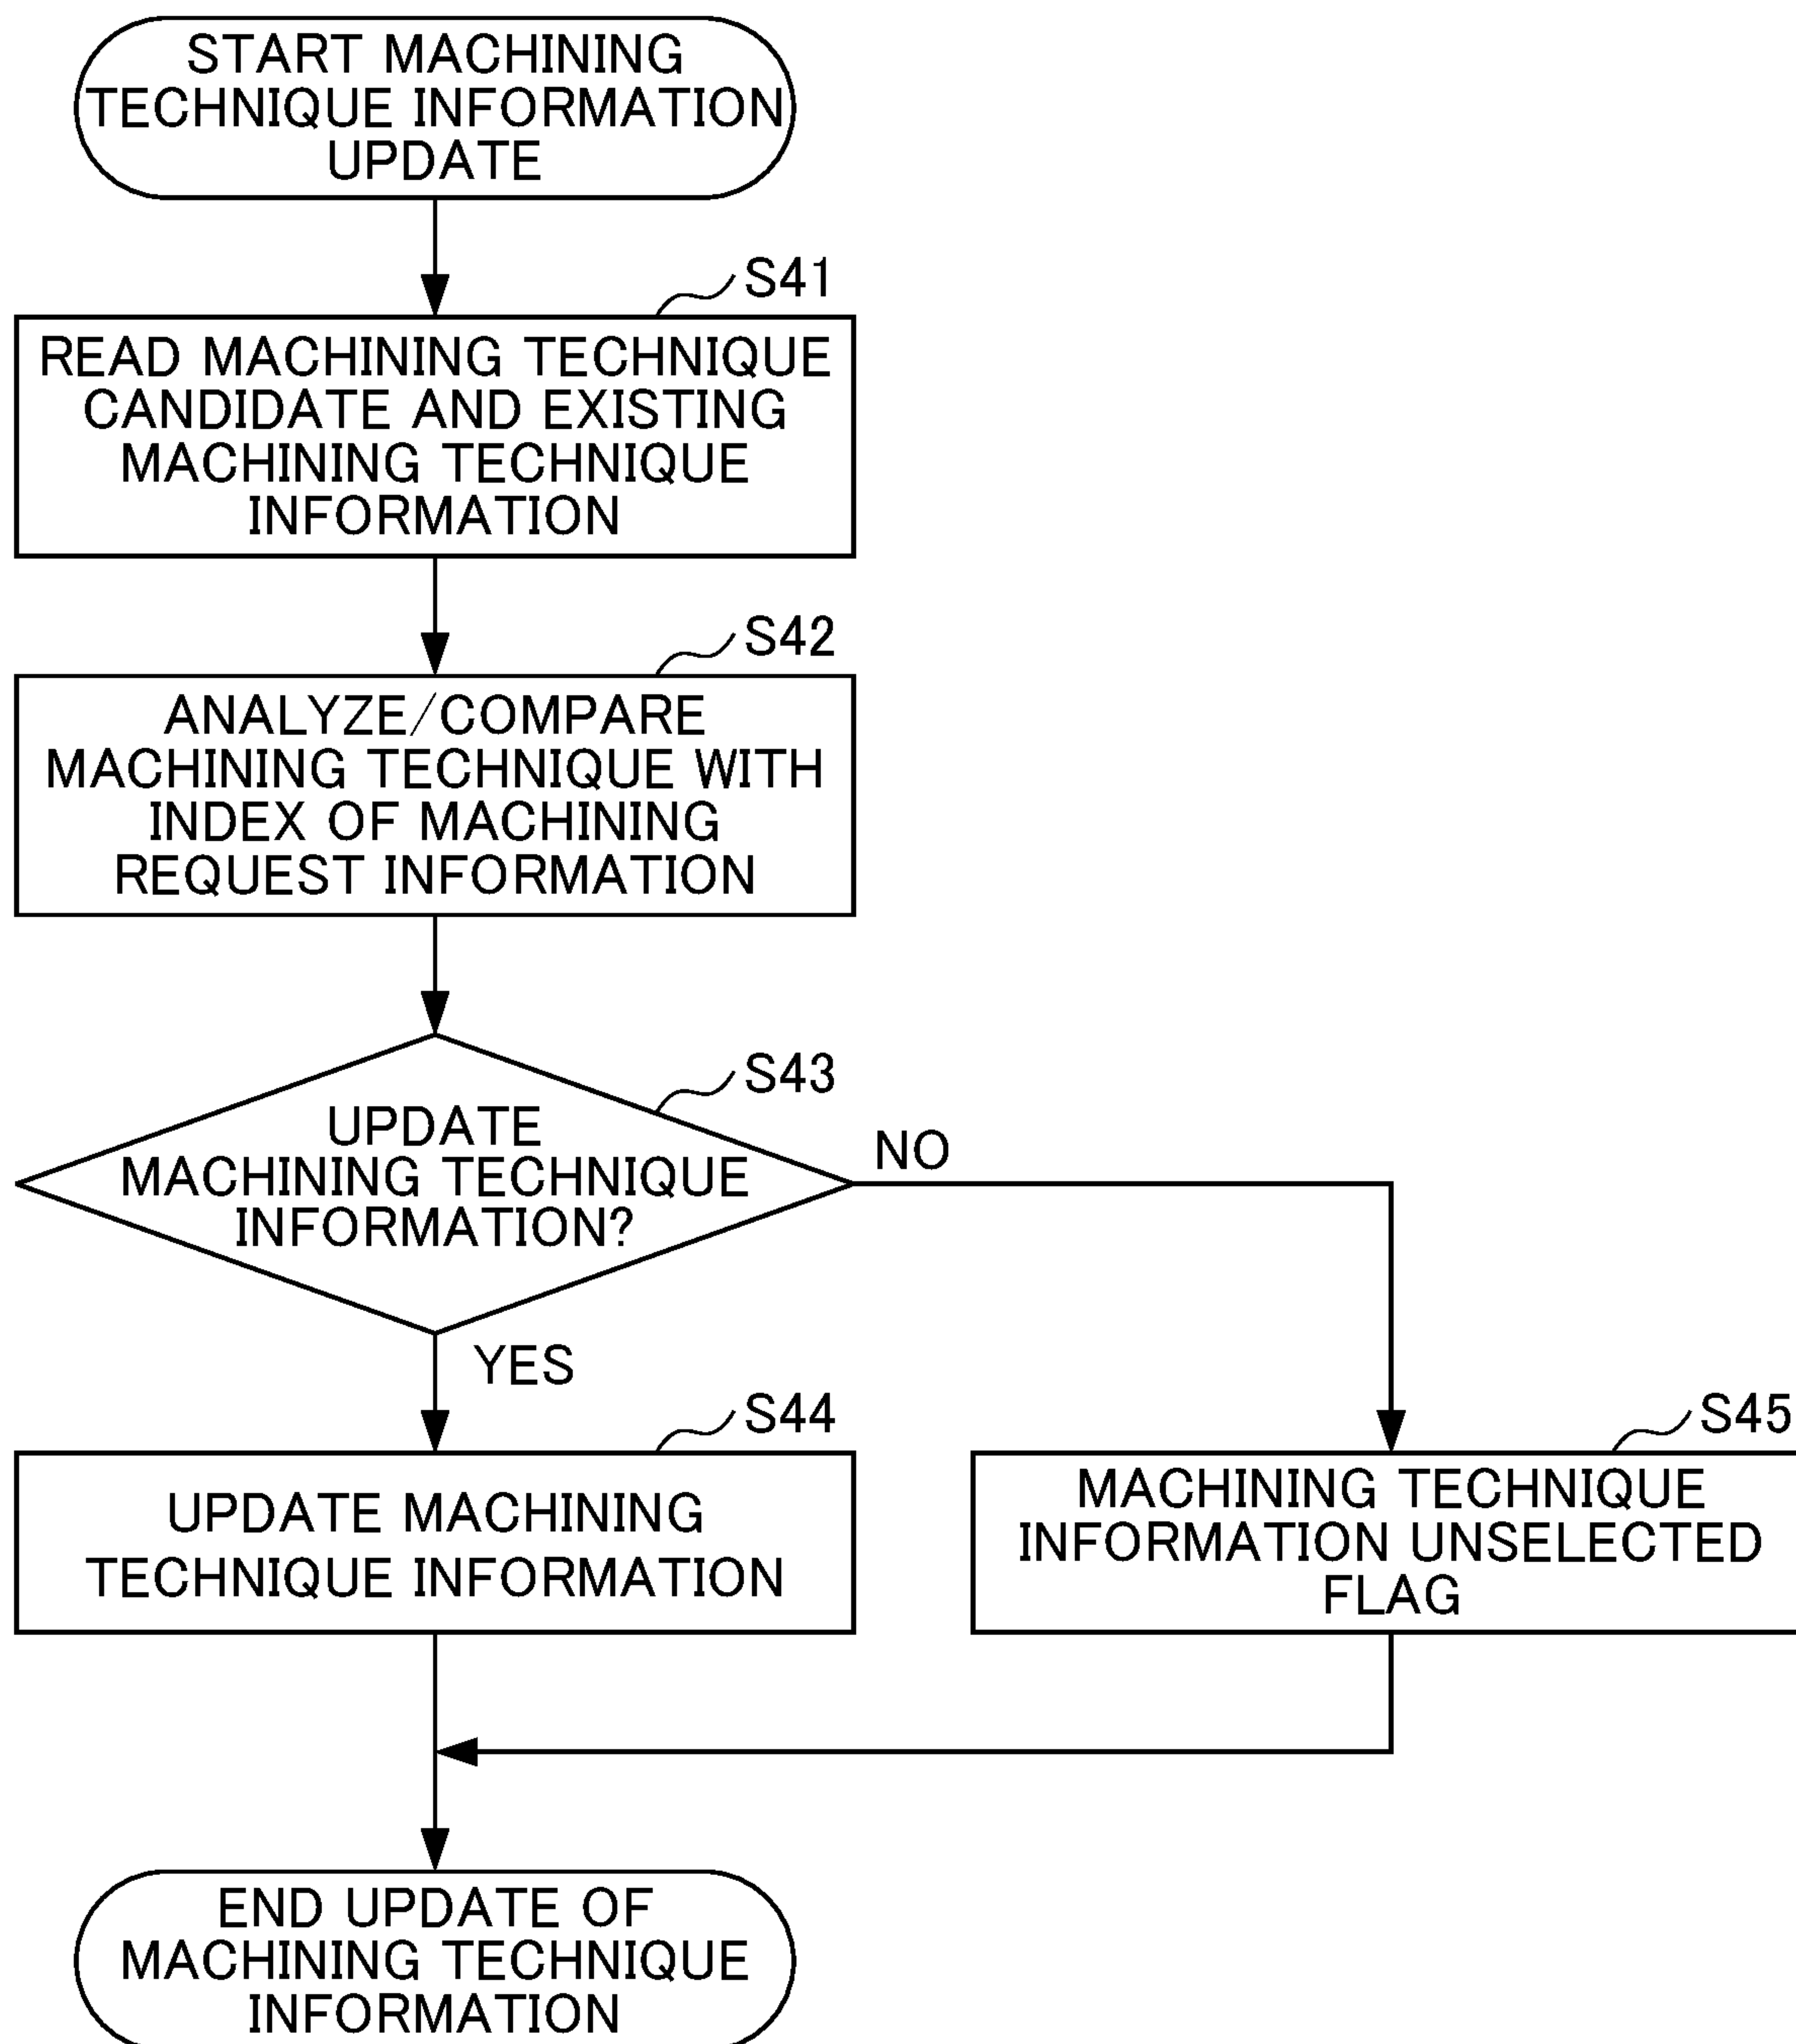 START MACHINING
TECHNIQUE INFORMATION
UPDATE
S41
READ MACHINING TECHNIQUE
CANDIDATE AND EXISTING
MACHINING TECHNIQUE
INFORMATION
S42
ANALYZE/COMPARE
MACHINING TECHNIQUE WITH
INDEX OF MACHINING
REQUEST INFORMATION
S43
UPDATE
MACHINING TECHNIQUE
INFORMATION?
NO
YES
S44
UPDATE MACHINING
TECHNIQUE INFORMATION
S45
MACHINING TECHNIQUE
INFORMATION UNSELECTED
FLAG
END UPDATE OF
MACHINING TECHNIQUE
INFORMATION